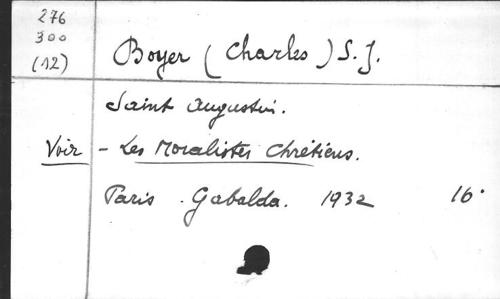 276
300
(12)
Boyer (Charles) S.J.
Saint Augustin.
Voir - Les Moralistes Chrétiens.
Paris . Gabalda. 1932 16°